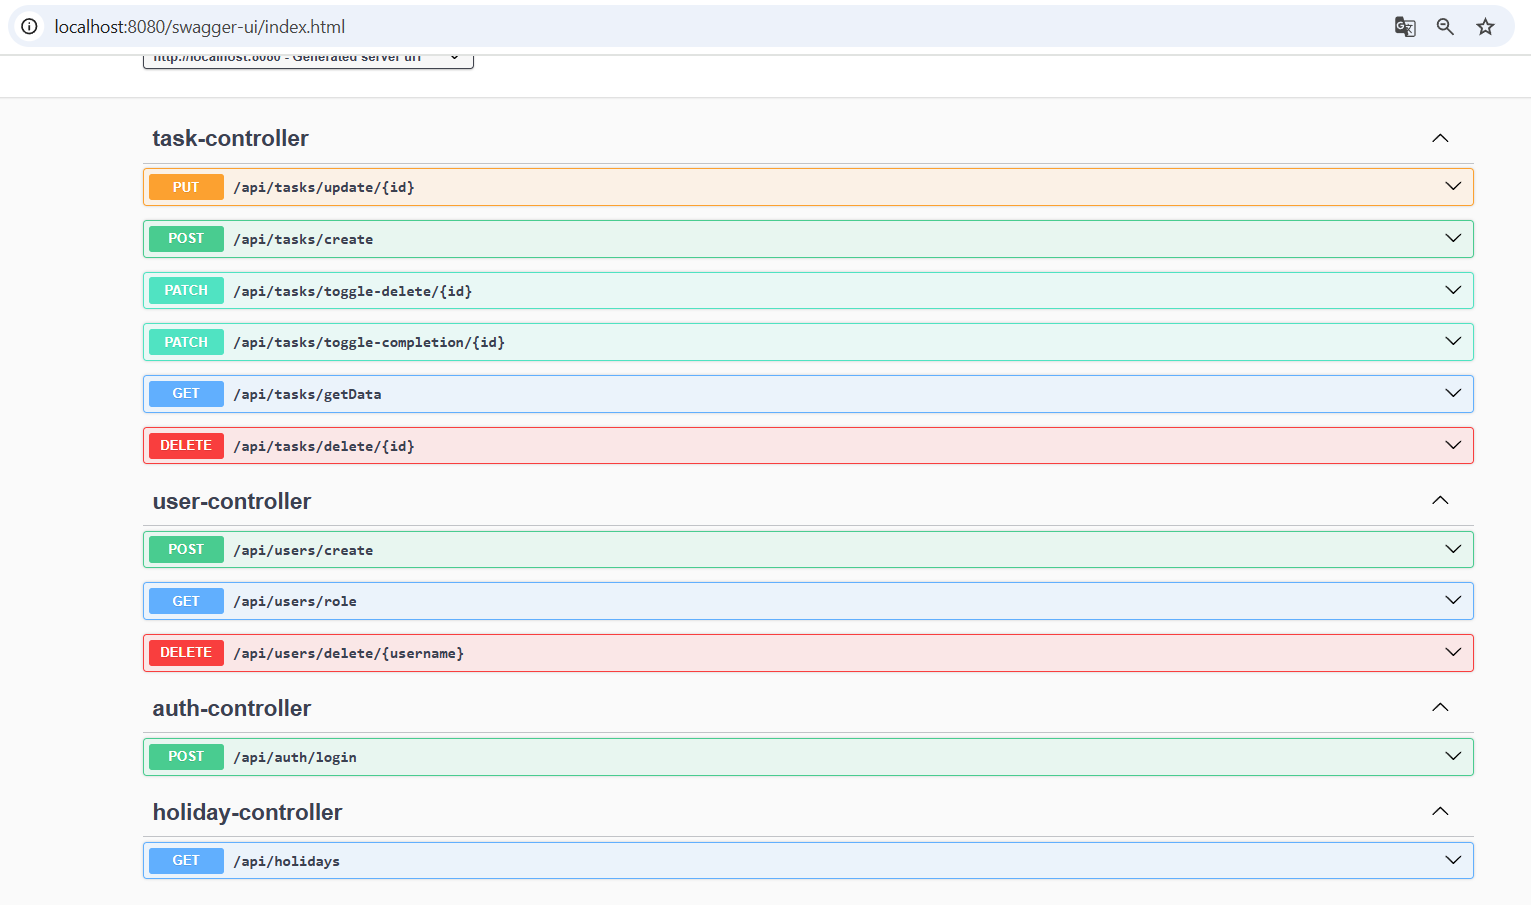 localhost:8080/swagger-ui/index.html
http://localhost:8080 - Generated server url
task-controller
PUT /api/tasks/update/{id}
POST /api/tasks/create
PATCH /api/tasks/toggle-delete/{id}
PATCH /api/tasks/toggle-completion/{id}
GET /api/tasks/getData
DELETE /api/tasks/delete/{id}
user-controller
POST /api/users/create
GET /api/users/role
DELETE /api/users/delete/{username}
auth-controller
POST /api/auth/login
holiday-controller
GET /api/holidays